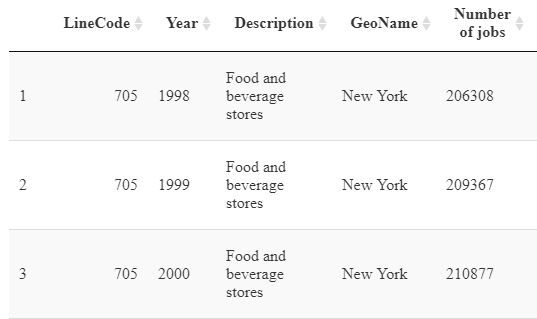 LineCode Year Description GeoName Number of jobs
1 705 1998 Food and beverage stores New York 206308
2 705 1999 Food and beverage stores New York 209367
3 705 2000 Food and beverage stores New York 210877